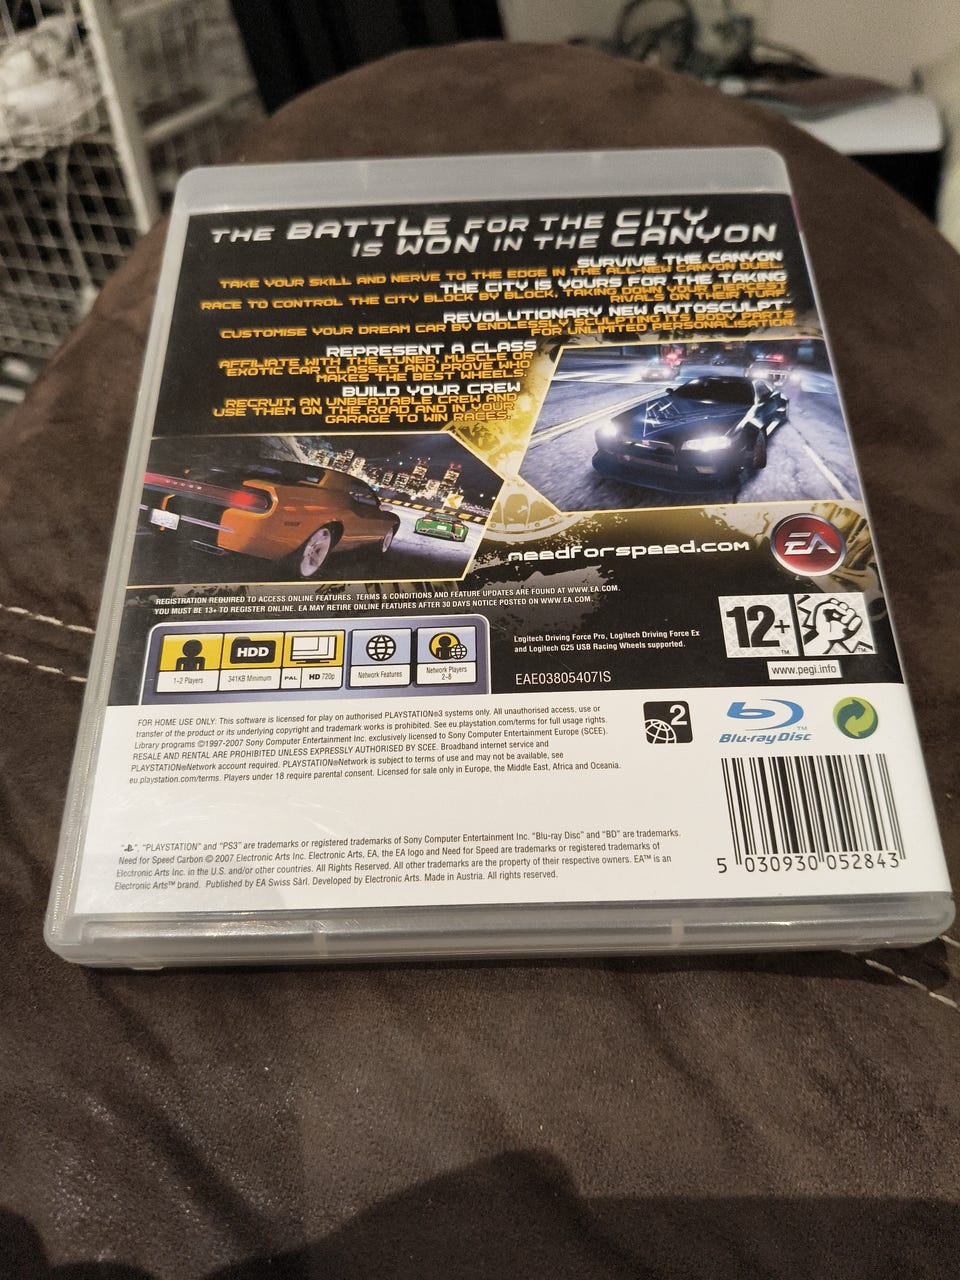 THE BATTLE FOR THE CITY
IS WON IN THE CANYON
SURVIVE THE CANYON
TAKE YOUR SKILL AND NERVE TO THE EDGE IN THE ALL-NEW CANYON DUEL.
THE CITY IS YOURS FOR THE TAKING
RACE TO CONTROL THE CITY BLOCK BY BLOCK, TAKING DOWN YOUR FIERCEST
RIVALS ON THEIR TURF.
REVOLUTIONARY NEW AUTOSCULPT™
CUSTOMISE YOUR DREAM CAR BY ENDLESSLY SCULPTING ITS BODY PARTS
FOR UNLIMITED PERSONALISATION.
REPRESENT A CLASS
AFFILIATE WITH THE TUNER, MUSCLE OR
EXOTIC CAR CLASSES AND PROVE WHO
MAKES THE BEST WHEELS.
BUILD YOUR CREW
RECRUIT AN UNBEATABLE CREW AND
USE THEM ON THE ROAD AND IN YOUR
GARAGE TO WIN RACES.
needforspeed.com
EA
REGISTRATION REQUIRED TO ACCESS ONLINE FEATURES. TERMS & CONDITIONS AND FEATURE UPDATES ARE FOUND AT WWW.EA.COM.
YOU MUST BE 13+ TO REGISTER ONLINE. EA MAY RETIRE ONLINE FEATURES AFTER 30 DAYS NOTICE POSTED ON WWW.EA.COM.
1-2 Players
HDD
341KB Minimum
PAL
HD 720p
Network Features
Network Players
2-8
Logitech Driving Force Pro, Logitech Driving Force Ex
and Logitech G25 USB Racing Wheels supported.
EAE03805407IS
12+™
™
www.pegi.info
FOR HOME USE ONLY: This software is licensed for play on authorised PLAYSTATION®3 systems only. All unauthorised access, use or
transfer of the product or its underlying copyright and trademark works is prohibited. See eu.playstation.com/terms for full usage rights.
Library programs ©1997-2007 Sony Computer Entertainment Inc. exclusively licensed to Sony Computer Entertainment Europe (SCEE).
RESALE AND RENTAL ARE PROHIBITED UNLESS EXPRESSLY AUTHORISED BY SCEE. Broadband internet service and
PLAYSTATION®Network account required. PLAYSTATION®Network is subject to terms of use and may not be available, see
eu.playstation.com/terms. Players under 18 require parental consent. Licensed for sale only in Europe, the Middle East, Africa and Oceania.
2
Blu-ray Disc™
"", "PLAYSTATION" and "PS3" are trademarks or registered trademarks of Sony Computer Entertainment Inc. "Blu-ray Disc" and "BD" are trademarks.
Need for Speed Carbon © 2007 Electronic Arts Inc. Electronic Arts, EA, the EA logo and Need for Speed are trademarks or registered trademarks of
Electronic Arts Inc. in the U.S. and/or other countries. All Rights Reserved. All other trademarks are the property of their respective owners. EA™ is an
Electronic Arts™ brand. Published by EA Swiss Sàrl. Developed by Electronic Arts. Made in Austria. All rights reserved.
5 030930 052843